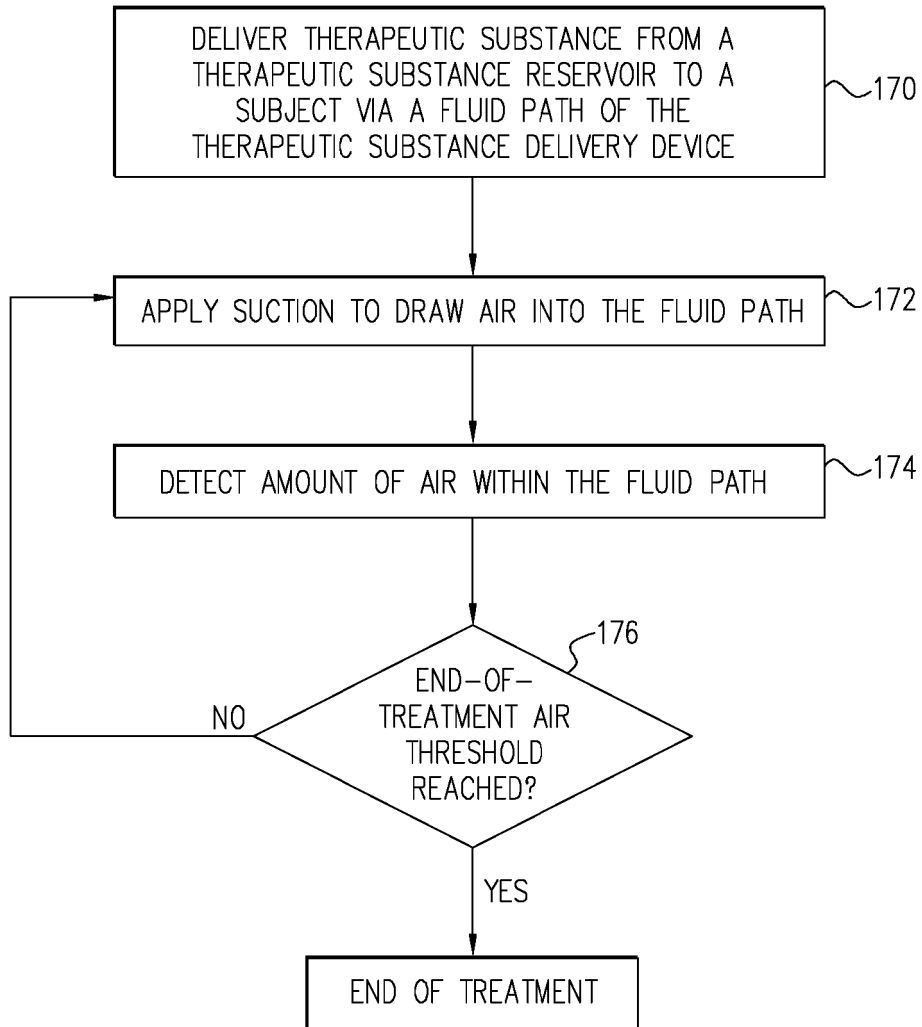 DELIVER THERAPEUTIC SUBSTANCE FROM A
THERAPEUTIC SUBSTANCE RESERVOIR TO A
SUBJECT VIA A FLUID PATH OF THE
THERAPEUTIC SUBSTANCE DELIVERY DEVICE
170
APPLY SUCTION TO DRAW AIR INTO THE FLUID PATH
172
DETECT AMOUNT OF AIR WITHIN THE FLUID PATH
174
176
END-OF-
TREATMENT AIR
THRESHOLD
REACHED?
NO
YES
END OF TREATMENT